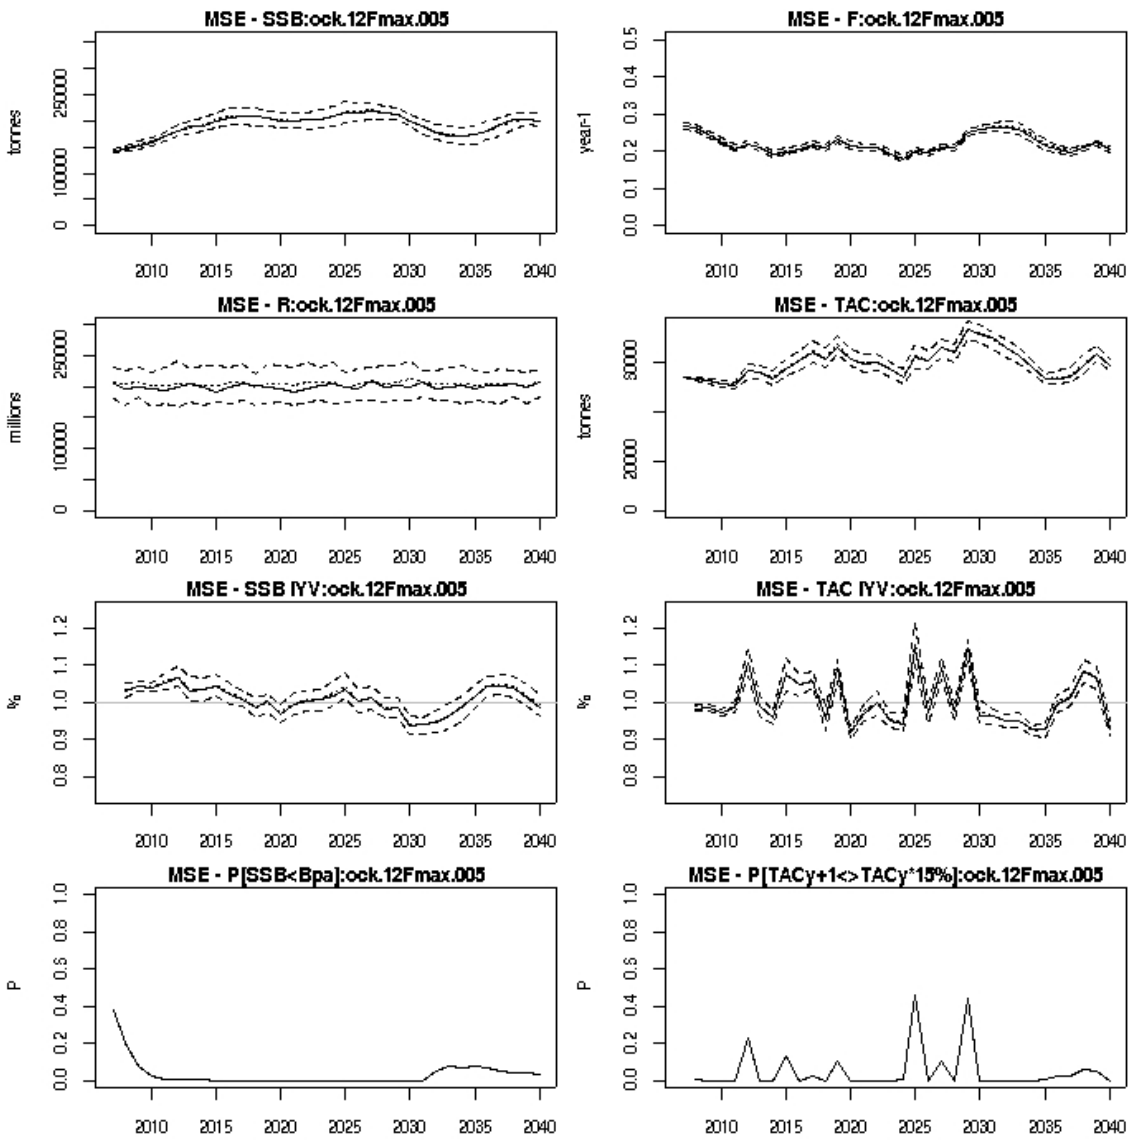 MSE - SSB:ock.12Fmax.005
tonnes
250000
10000
0
2010 2015 2020 2025 2030 2035 2040
MSE - F:ock.12Fmax.005
year-1
0.5
0.4
0.3
0.2
0.1
0.0
2010 2015 2020 2025 2030 2035 2040
MSE - R:ock.12Fmax.005
millions
250000
100000
0
2010 2015 2020 2025 2030 2035 2040
MSE - TAC:ock.12Fmax.005
tonnes
90000
20000
0
2010 2015 2020 2025 2030 2035 2040
MSE - SSB IYV:ock.12Fmax.005
%
1.2
1.1
1.0
0.9
0.8
2010 2015 2020 2025 2030 2035 2040
MSE - TAC IYV:ock.12Fmax.005
%
1.2
1.1
1.0
0.9
0.8
2010 2015 2020 2025 2030 2035 2040
MSE - P[SSB<Bpa]:ock.12Fmax.005
P
1.0
0.8
0.6
0.4
0.2
0.0
2010 2015 2020 2025 2030 2035 2040
MSE - P[TACy+1<>TACy*15%]:ock.12Fmax.005
P
1.0
0.8
0.6
0.4
0.2
0.0
2010 2015 2020 2025 2030 2035 2040